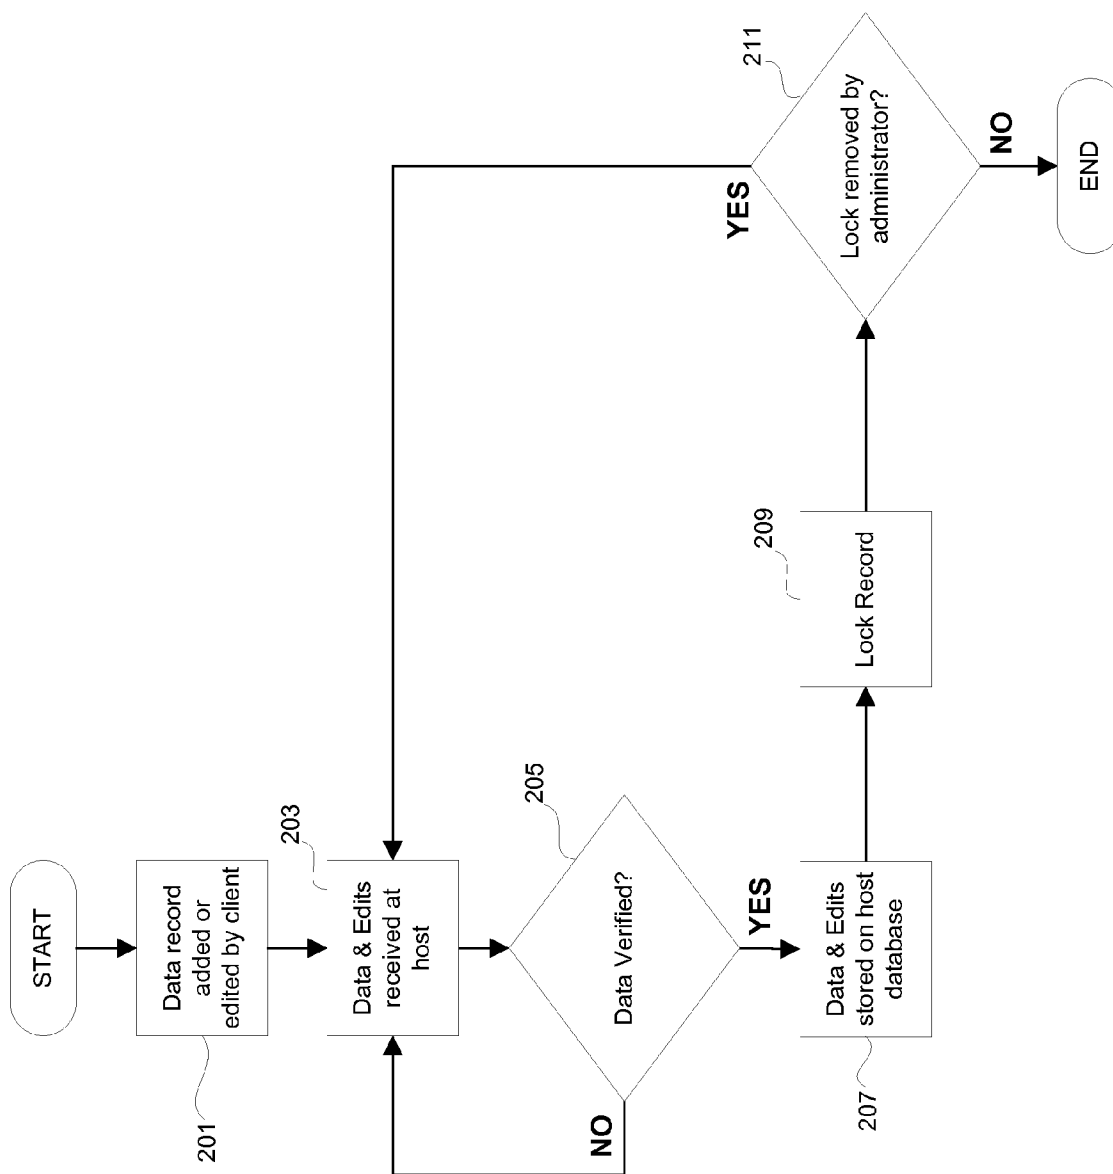 START
Data record
added or
edited by client
201
Data & Edits
received at
host
203
Data Verified?
205
NO
YES
Data & Edits
stored on host
database
207
Lock Record
209
Lock removed by
administrator?
211
YES
NO
END